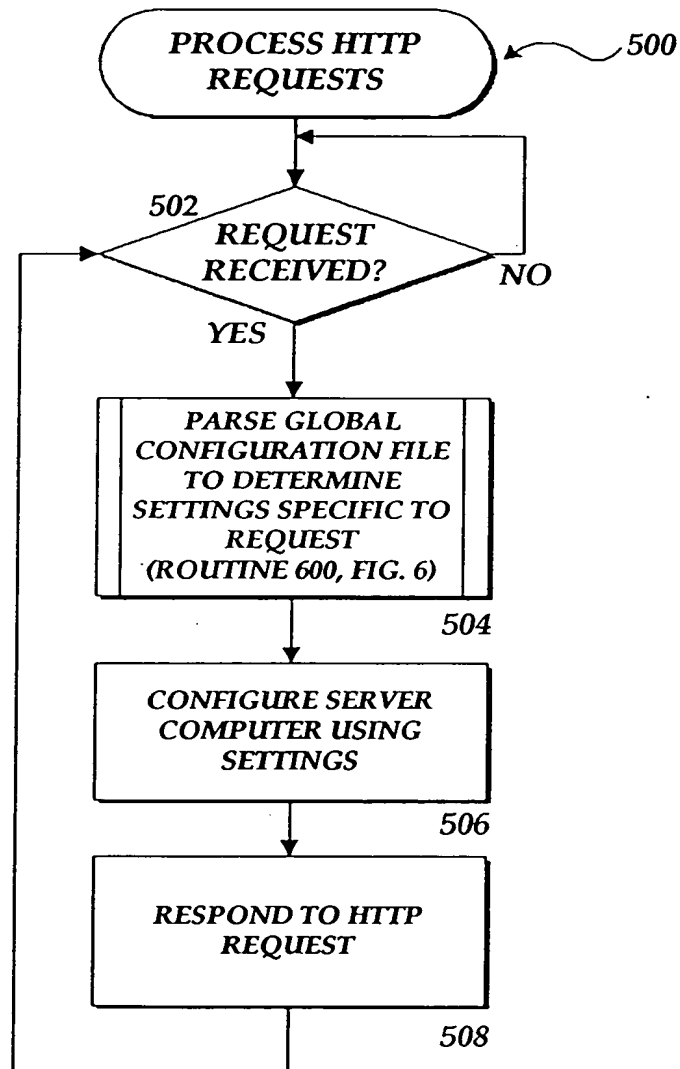 PROCESS HTTP
REQUESTS
500
502
REQUEST
RECEIVED?
NO
YES
PARSE GLOBAL
CONFIGURATION FILE
TO DETERMINE
SETTINGS SPECIFIC TO
REQUEST
(ROUTINE 600, FIG. 6)
504
CONFIGURE SERVER
COMPUTER USING
SETTINGS
506
RESPOND TO HTTP
REQUEST
508